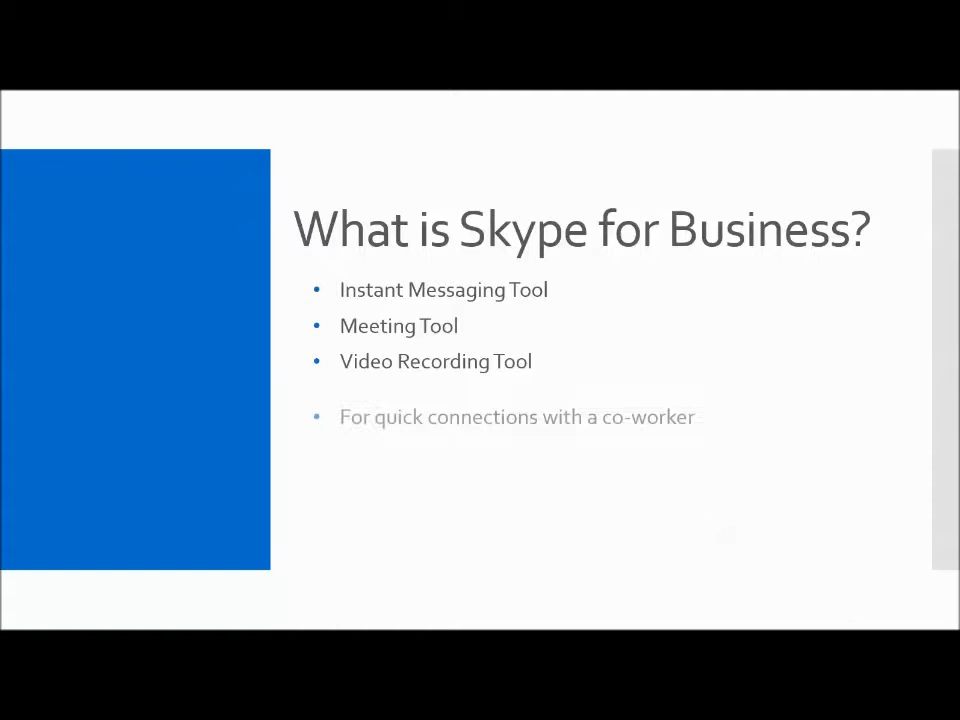 What is Skype for Business?
• Instant Messaging Tool
• Meeting Tool
• Video Recording Tool
• For quick connections with a co-worker